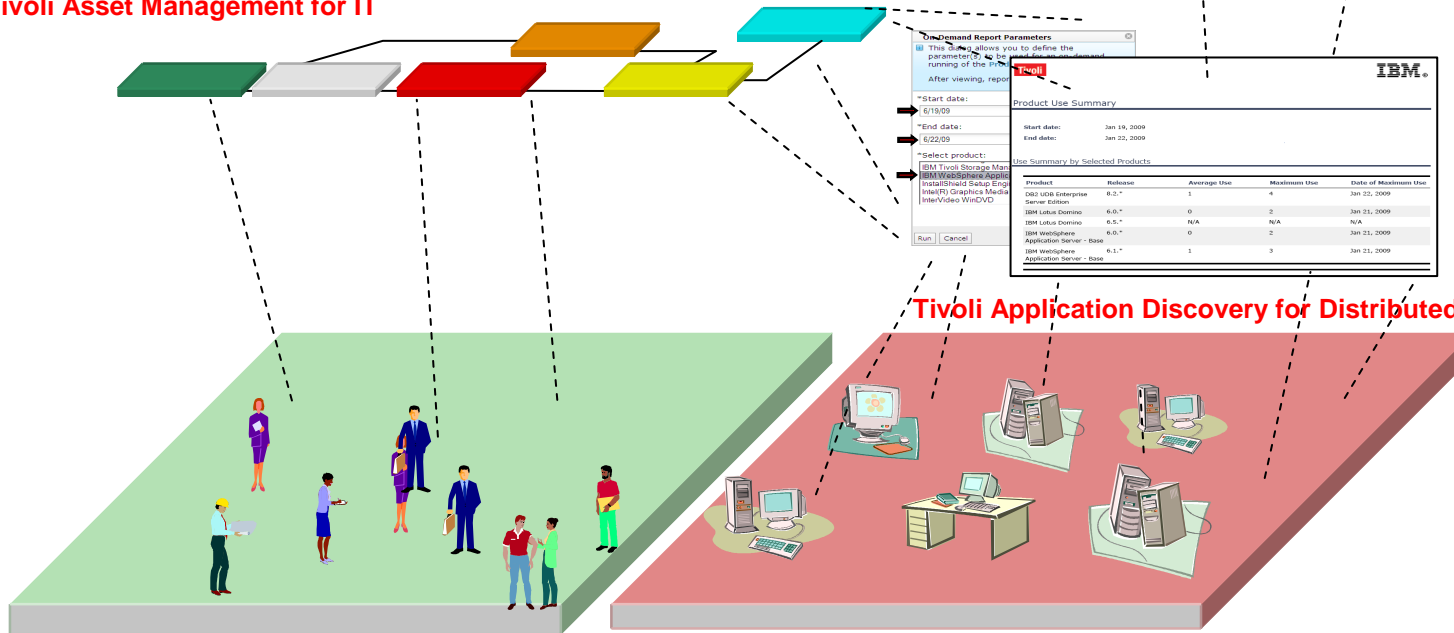 Tivoli Asset Management for IT
On-Demand Report Parameters
This dialog allows you to define the
parameter(s) to be used for an on-demand
running of the Prod
After viewing, repor
*Start date:
6/19/09
*End date:
6/22/09
*Select product:
IBM Tivoli Storage Mana
IBM WebSphere Applic
InstallShield Setup Engi
Intel(R) Graphics Media
InterVideo WinDVD
Run Cancel
Tivoli IBM®
Product Use Summary
Start date: Jan 19, 2009
End date: Jan 22, 2009
Use Summary by Selected Products
Product Release Average Use Maximum Use Date of Maximum Use
DB2 UDB Enterprise 8.2.* 1 4 Jan 22, 2009
Server Edition
IBM Lotus Domino 6.0.* 0 2 Jan 21, 2009
IBM Lotus Domino 6.5.* N/A N/A N/A
IBM WebSphere 6.0.* 0 2 Jan 21, 2009
Application Server - Base
IBM WebSphere 6.1.* 1 3 Jan 21, 2009
Application Server - Base
Tivoli Application Discovery for Distributed